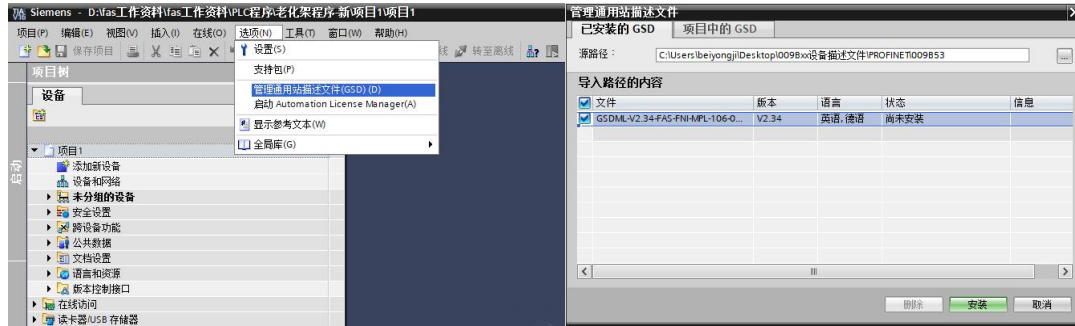 Siemens - D:\fas工作资料\fas工作资料\PLC程序\老化架程序-新\项目1\项目1
项目(P) 编辑(E) 视图(V) 插入(I) 在线(O) 选项(N) 工具(T) 窗口(W) 帮助(H)
保存项目
转至离线
设置(S)
支持包(P)
管理通用站描述文件(GSD) (D)
启动 Automation License Manager(A)
显示参考文本(W)
全局库(G)
项目树
设备
启动
项目1
添加新设备
设备和网络
未分组的设备
安全设置
跨设备功能
公共数据
文档设置
语言和资源
版本控制接口
在线访问
读卡器/USB 存储器
管理通用站描述文件
已安装的 GSD 项目中的 GSD
源路径： C:\Users\beiyongji\Desktop\009Bxx设备描述文件\PROFINET\009B53
导入路径的内容
文件 版本 语言 状态 信息
GSDML-V2.34-FAS-FNI-MPL-106-0... V2.34 英语, 德语 尚未安装
删除 安装 取消